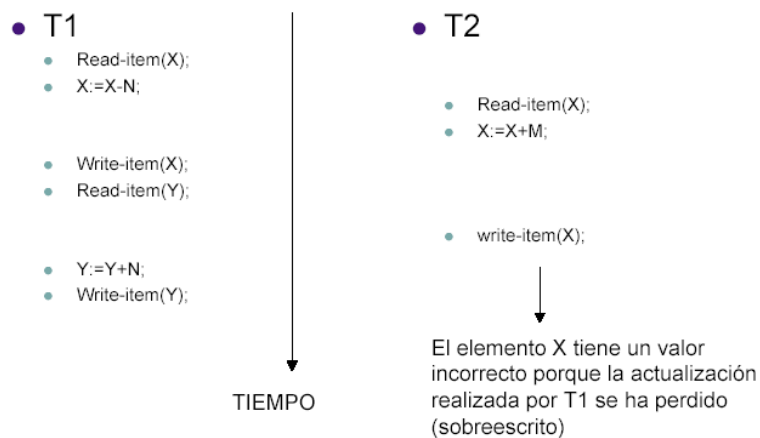 T1
Read-item(X);
X:=X-N;
Write-item(X);
Read-item(Y);
Y:=Y+N;
Write-item(Y);
TIEMPO
T2
Read-item(X);
X:=X+M;
write-item(X);
El elemento X tiene un valor
incorrecto porque la actualización
realizada por T1 se ha perdido
(sobreescrito)